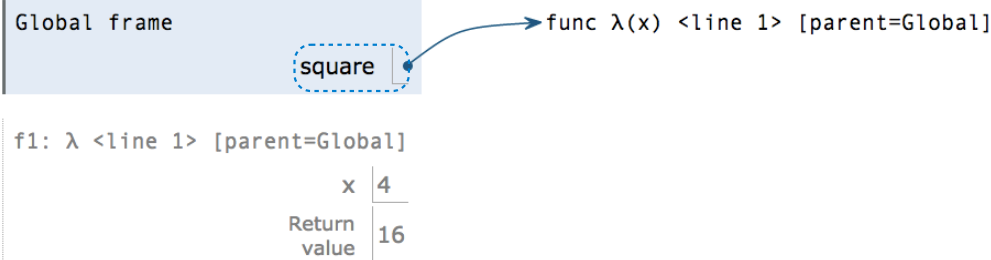 Global frame
func λ(x) <line 1> [parent=Global]
square
f1: λ <line 1> [parent=Global]
x 4
Return
value 16